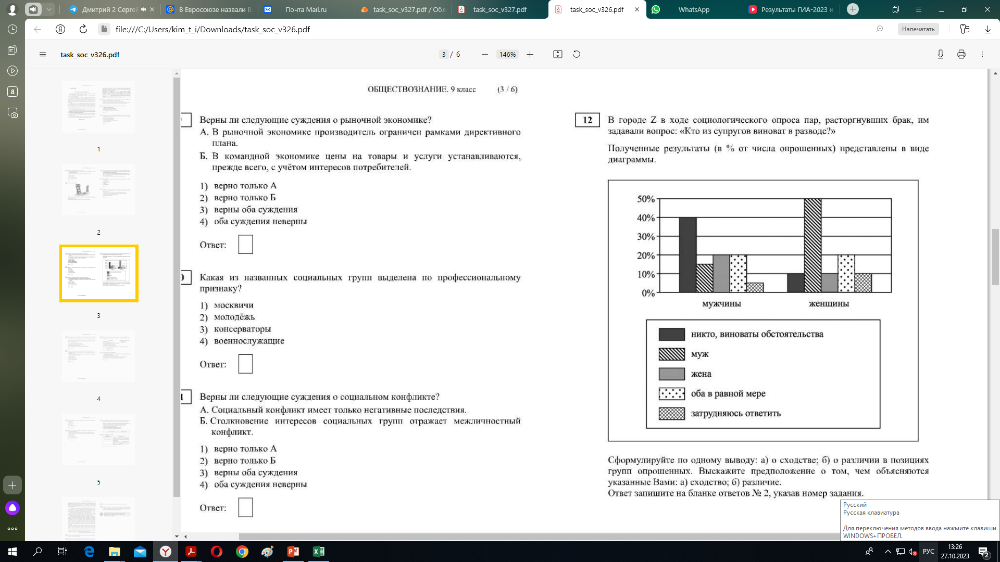 Дмитрий 2 Сергей
В Евросоюзе назвали В
Почта Mail.ru
task_soc_v327.pdf / Обл
task_soc_v327.pdf
task_soc_v326.pdf
WhatsApp
Результаты ГИА-2023 и
file:///C:/Users/kim_t_i/Downloads/task_soc_v326.pdf
Напечатать
task_soc_v326.pdf
3 / 6
146%
8
1
2
3
4
5
ОБЩЕСТВОЗНАНИЕ. 9 класс (3 / 6)
Верны ли следующие суждения о рыночной экономике?
А. В рыночной экономике производитель ограничен рамками директивного
плана.
Б. В командной экономике цены на товары и услуги устанавливаются,
прежде всего, с учётом интересов потребителей.
1) верно только А
2) верно только Б
3) верны оба суждения
4) оба суждения неверны
Ответ:
Какая из названных социальных групп выделена по профессиональному
признаку?
1) москвичи
2) молодёжь
3) консерваторы
4) военнослужащие
Ответ:
Верны ли следующие суждения о социальном конфликте?
А. Социальный конфликт имеет только негативные последствия.
Б. Столкновение интересов социальных групп отражает межличностный
конфликт.
1) верно только А
2) верно только Б
3) верны оба суждения
4) оба суждения неверны
Ответ:
12
В городе Z в ходе социологического опроса пар, расторгнувших брак, им
задавали вопрос: «Кто из супругов виноват в разводе?»
Полученные результаты (в % от числа опрошенных) представлены в виде
диаграммы.
50%
40%
30%
20%
10%
0%
мужчины женщины
никто, виноваты обстоятельства
муж
жена
оба в равной мере
затрудняюсь ответить
Сформулируйте по одному выводу: а) о сходстве; б) о различии в позициях
групп опрошенных. Выскажите предположение о том, чем объясняются
указанные Вами: а) сходство; б) различие.
Ответ запишите на бланке ответов № 2, указав номер задания.
Русский
Русская клавиатура
Для переключения методов ввода нажмите клавиши
WINDOWS+ПРОБЕЛ.
РУС
13:26
27.10.2023
2